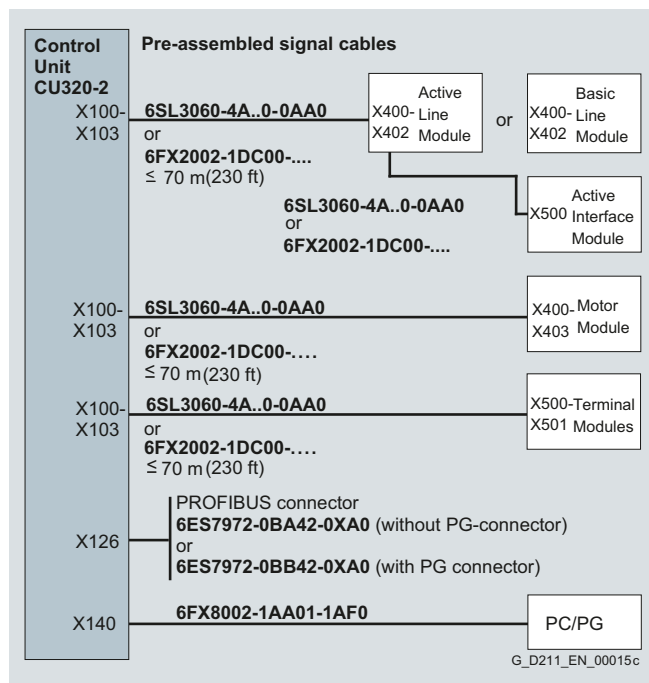 Control
Unit
CU320-2
Pre-assembled signal cables
X100-
X103
6SL3060-4A..0-0AA0
or
6FX2002-1DC00-....
≤ 70 m(230 ft)
Active
X400- Line
X402 Module
or
Basic
X400- Line
X402 Module
6SL3060-4A..0-0AA0
or
6FX2002-1DC00-....
Active
X500 Interface
Module
X100-
X103
6SL3060-4A..0-0AA0
or
6FX2002-1DC00-....
≤ 70 m(230 ft)
X400- Motor
X403 Module
X100-
X103
6SL3060-4A..0-0AA0
or
6FX2002-1DC00-....
≤ 70 m(230 ft)
X500-Terminal
X501 Modules
X126
PROFIBUS connector
6ES7972-0BA42-0XA0 (without PG-connector)
or
6ES7972-0BB42-0XA0 (with PG connector)
X140
6FX8002-1AA01-1AF0
PC/PG
G_D211_EN_00015c